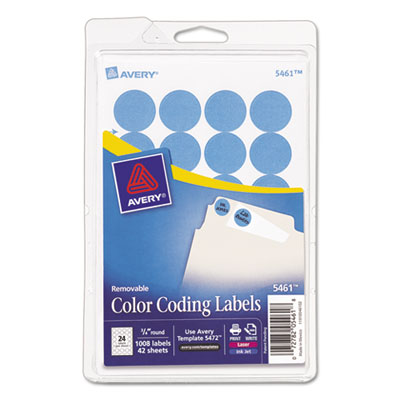 AVERY
5461™
AVERY
Removable
5461™
Color Coding Labels
3/4" round
24
1008 labels
42 sheets
Use Avery
Template 5472™
avery.com/templates
PRINT
WRITE
Laser
Ink Jet